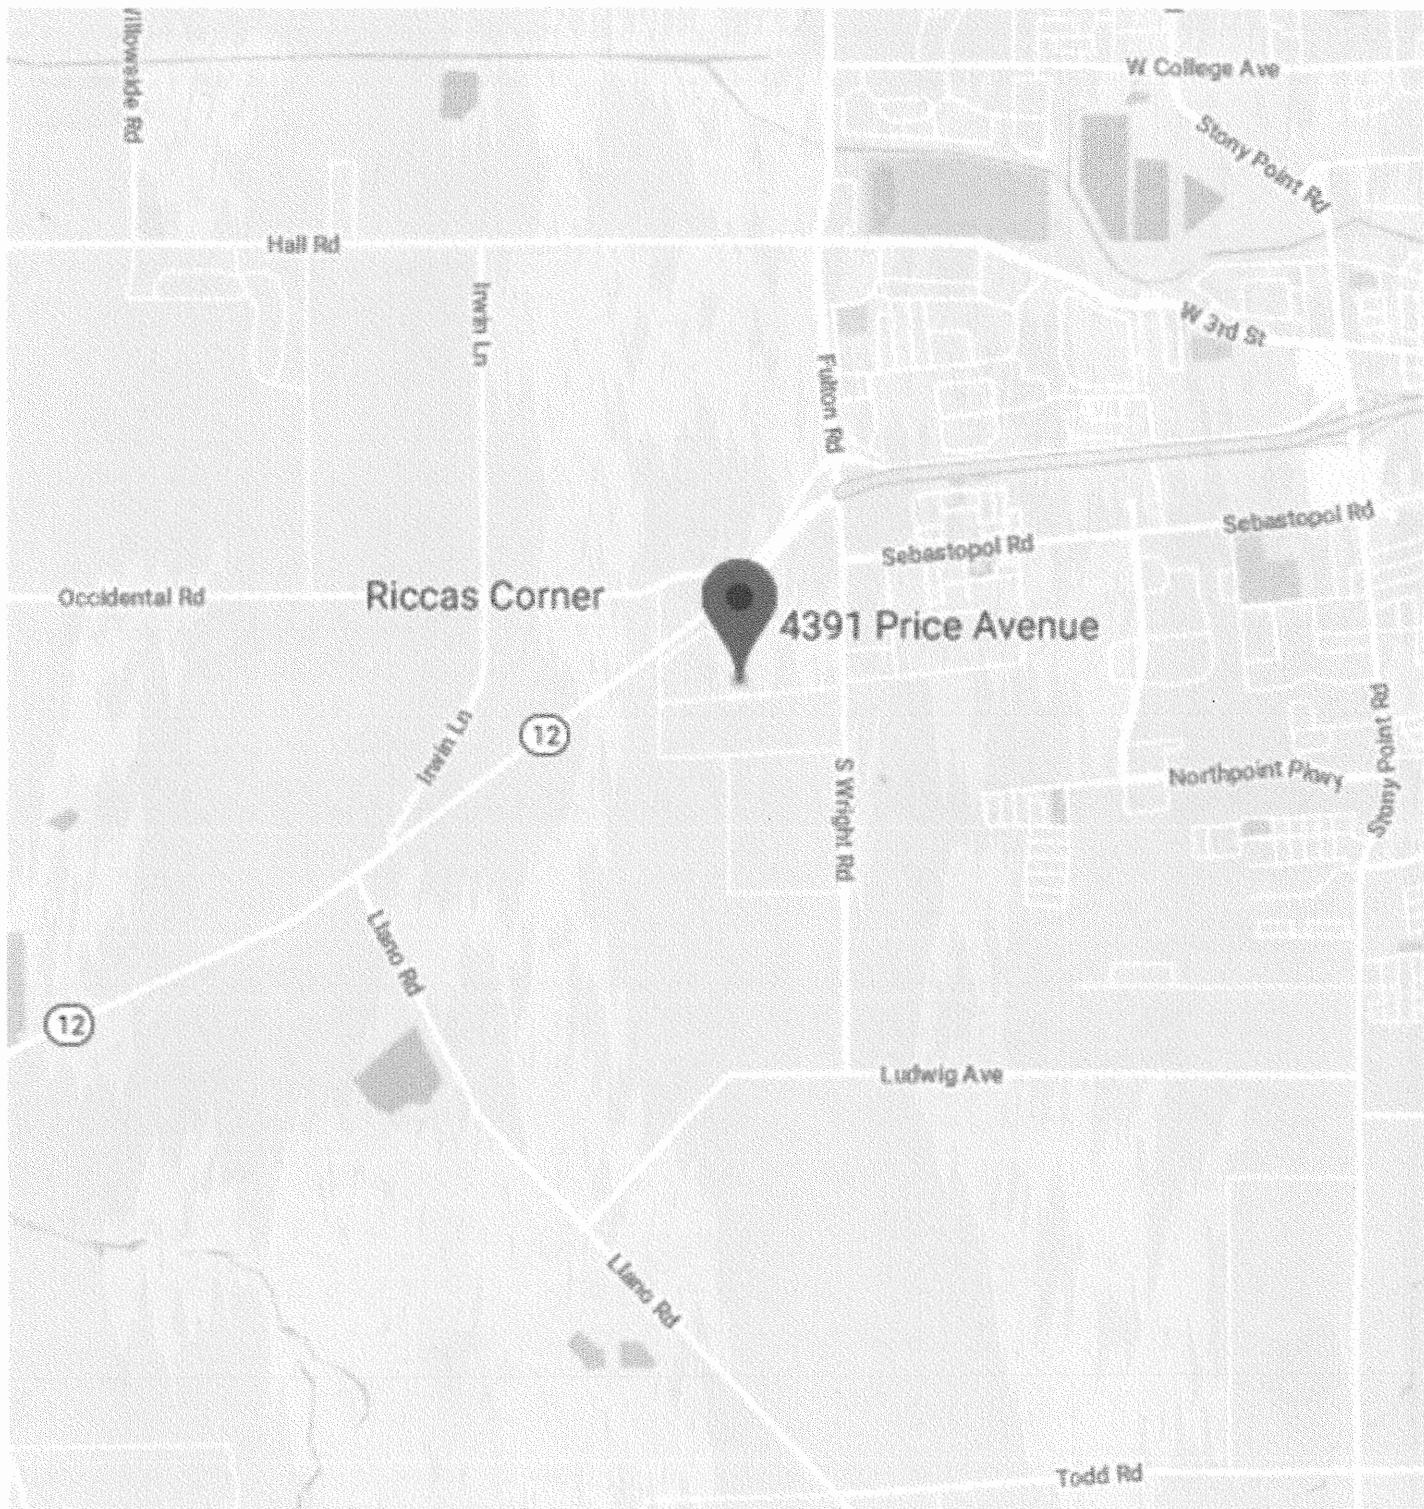 W College Ave
Stony Point Rd
Hall Rd
Irwin Ln
W 3rd St
Fulton Rd
Sebastopol Rd
Sebastopol Rd
Occidental Rd
Riccas Corner
4391 Price Avenue
Irwin Ln
12
Stony Point Rd
Northpoint Pkwy
S Wright Rd
Llano Rd
12
Ludwig Ave
Llano Rd
Todd Rd